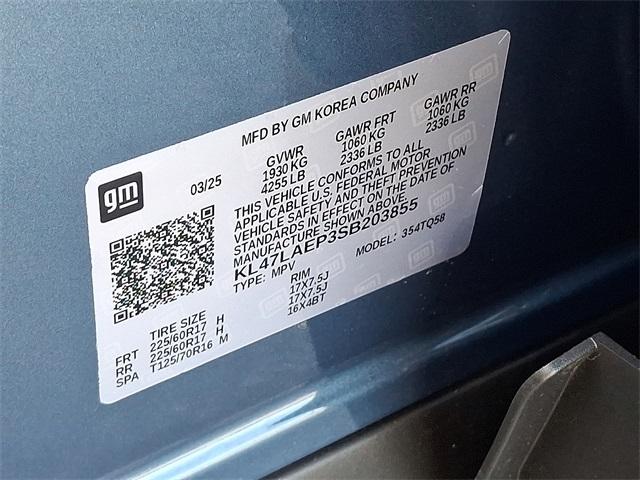 MFD BY GM KOREA COMPANY
gm
03/25
GVWR GAWR FRT GAWR RR
1930 KG 1060 KG 1060 KG
4255 LB 2336 LB 2336 LB
THIS VEHICLE CONFORMS TO ALL
APPLICABLE U.S. FEDERAL MOTOR
VEHICLE SAFETY AND THEFT PREVENTION
STANDARDS IN EFFECT ON THE DATE OF
MANUFACTURE SHOWN ABOVE.
KL47LAEP3SB203855
TYPE: MPV MODEL: 354TQ58
TIRE SIZE RIM
FRT 225/60R17 H 17X7.5J
RR 225/60R17 H 17X7.5J
SPA T125/70R16 M 16X4BT